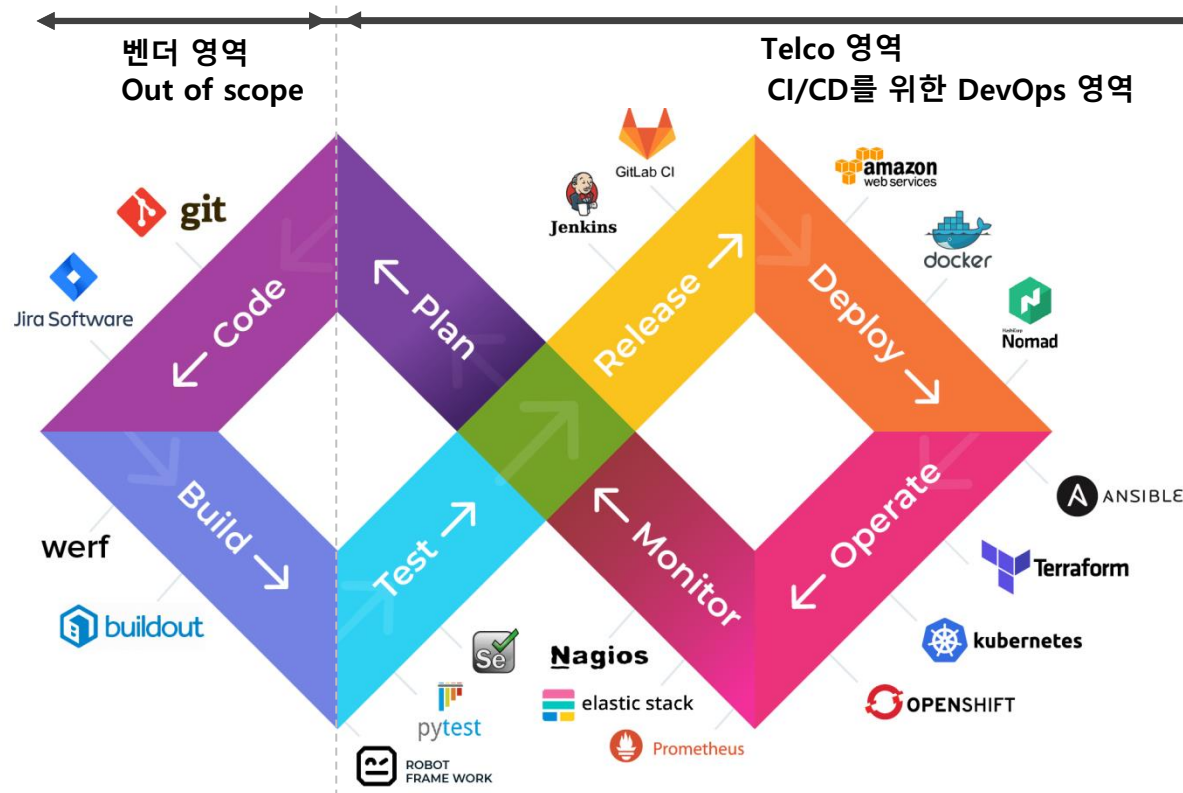 벤더 영역
Out of scope
Telco 영역
CI/CD를 위한 DevOps 영역
GitLab CI
Jenkins
amazon
web services
docker
HashiCorp
Nomad
git
Jira Software
Code
Plan
Release
Deploy
Build
Test
Monitor
Operate
werf
buildout
ANSIBLE
Terraform
kubernetes
OPENSHIFT
Se
Nagios
elastic stack
Prometheus
pytest
ROBOT
FRAME WORK